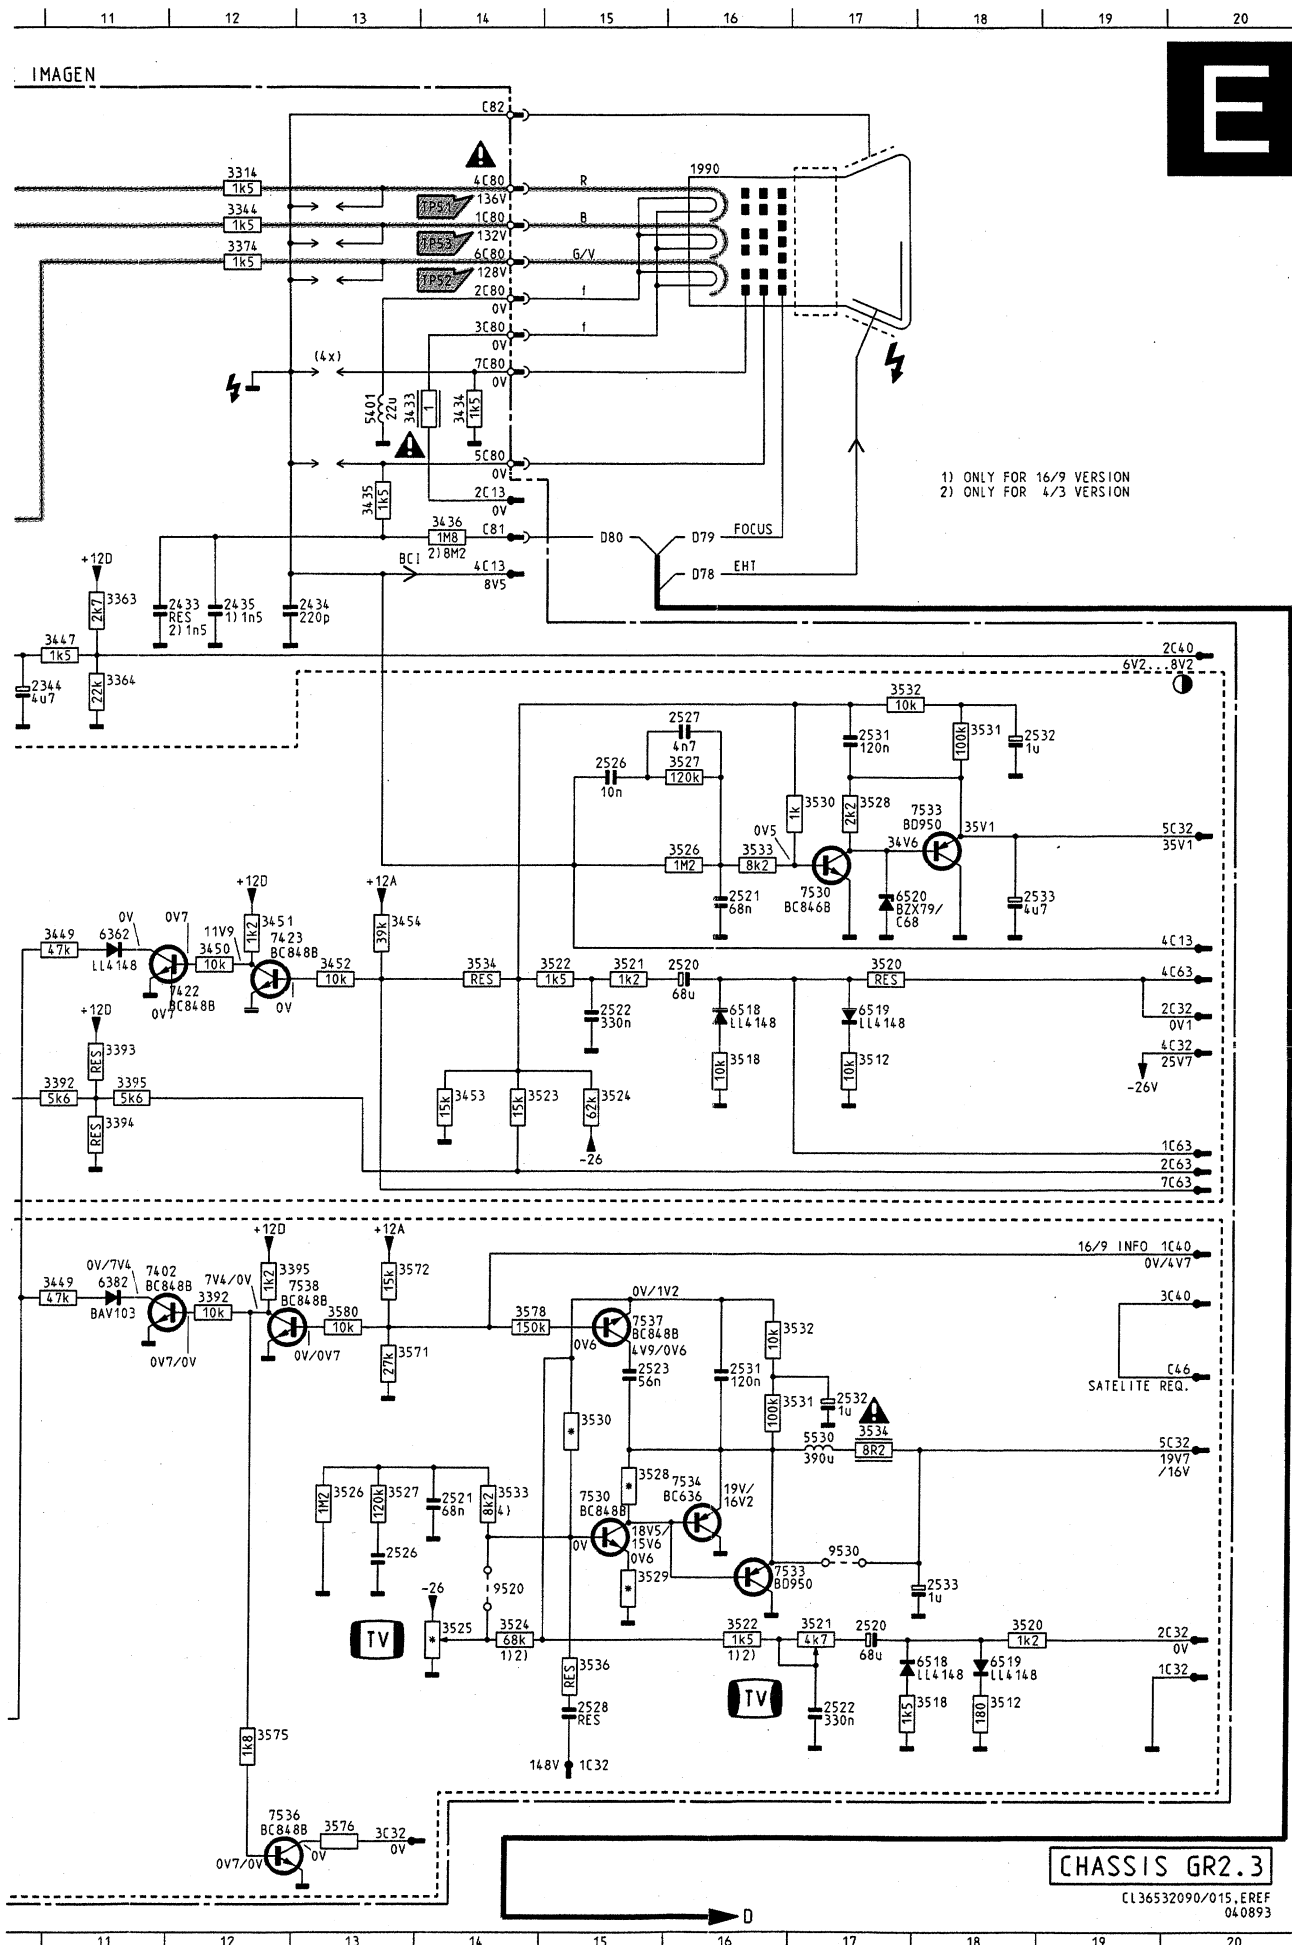 11 12 13 14 15 16 17 18 19 20
E
IMAGEN
C82
3314
1k5
4C80
136V
TP51
R
1990
3344
1k5
1C80
132V
TP53
B
3374
1k5
6C80
128V
TP52
G/V
2C80
0V
f
3C80
0V
f
(4x)
7C80
0V
5401
22u
3433
1
3434
1k5
5C80
0V
1) ONLY FOR 16/9 VERSION
2) ONLY FOR 4/3 VERSION
3435
1k5
2C13
0V
3436
1M8
2)8M2
C81
D80
D79
FOCUS
BCI
4C13
8V5
D78
EHT
+12D
3363
2k7
2433
RES
2)1n5
2435
1)1n5
2434
220p
3447
1k5
2C40
6V2...8V2
2344
4u7
3364
22k
3532
10k
2527
4n7
2531
120n
3531
100k
2532
1u
2526
10n
3527
120k
3530
1k
3528
2k2
7533
BD950
0V5
34V6
35V1
5C32
35V1
3526
1M2
3533
8k2
7530
BC846B
2521
68n
6520
BZX79/
C68
2533
4u7
+12D
+12A
3451
1k2
3454
39k
0V
0V7
11V9
7423
BC848B
3449
47k
6362
LL4148
3450
10k
3452
10k
3534
RES
3522
1k5
3521
1k2
2520
68u
3520
RES
4C13
4C63
7422
BC848B
0V7
0V
2522
330n
6518
LL4148
6519
LL4148
2C32
0V1
+12D
3393
RES
3518
10k
3512
10k
4C32
25V7
-26V
3392
5k6
3395
5k6
3453
15k
3523
15k
3524
62k
3394
RES
-26
1C63
2C63
7C63
+12D
+12A
16/9 INFO 1C40
0V/4V7
0V/7V4
7402
BC848B
7V4/0V
3395
1k2
7538
BC848B
3572
15k
3449
47k
6382
BAV103
3392
10k
3580
10k
3578
150k
0V/1V2
7537
BC848B
4V9/0V6
0V6
3532
10k
3C40
0V7/0V
0V/0V7
3571
27k
2523
56n
2531
120n
3531
100k
2532
1u
C46
SATELITE REQ.
3530
*
5530
390u
3534
8R2
5C32
19V7
/16V
3526
1M2
3527
120k
2521
68n
3533
8k2
4)
3528
*
7534
BC636
19V/
16V2
7530
BC848B
0V
18V5/
15V6
0V6
2526
9530
-26
9520
3529
*
7533
BD950
2533
1u
TV
3525
*
3524
68k
1)2)
3522
1k5
1)2)
3521
4k7
2520
68u
3520
1k2
2C32
0V
TV
3536
RES
6518
LL4148
6519
LL4148
1C32
2528
RES
2522
330n
3518
1k5
3512
180
3575
1k8
148V
1C32
7536
BC848B
3576
3C32
0V
0V7/0V
0V
CHASSIS GR2.3
CL36532090/015,EREF
040893
D
11 12 13 14 15 16 17 18 19 20